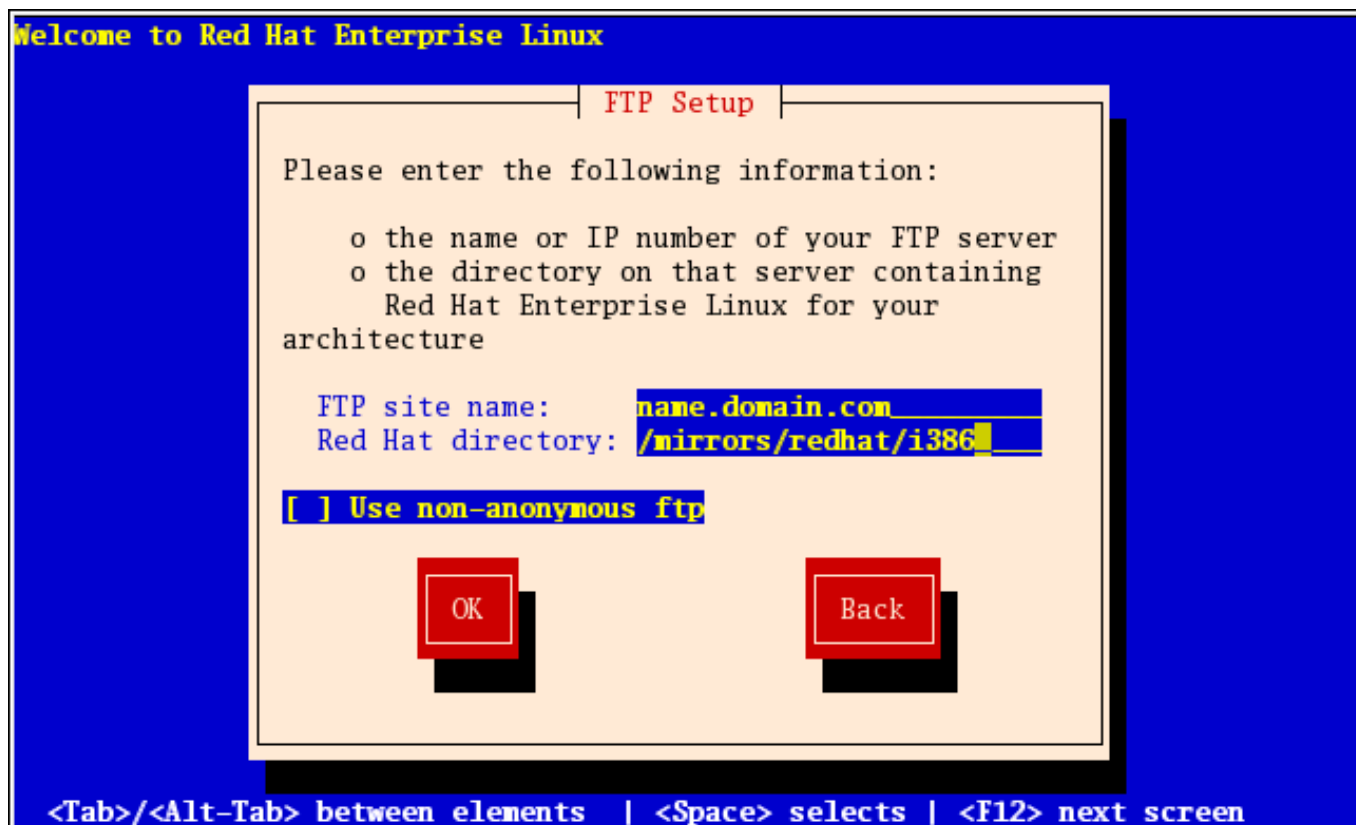 Welcome to Red Hat Enterprise Linux
FTP Setup
Please enter the following information:
o the name or IP number of your FTP server
o the directory on that server containing
Red Hat Enterprise Linux for your
architecture
FTP site name: name.domain.com_________
Red Hat directory: /mirrors/redhat/i386____
[ ] Use non-anonymous ftp
OK Back
<Tab>/<Alt-Tab> between elements | <Space> selects | <F12> next screen